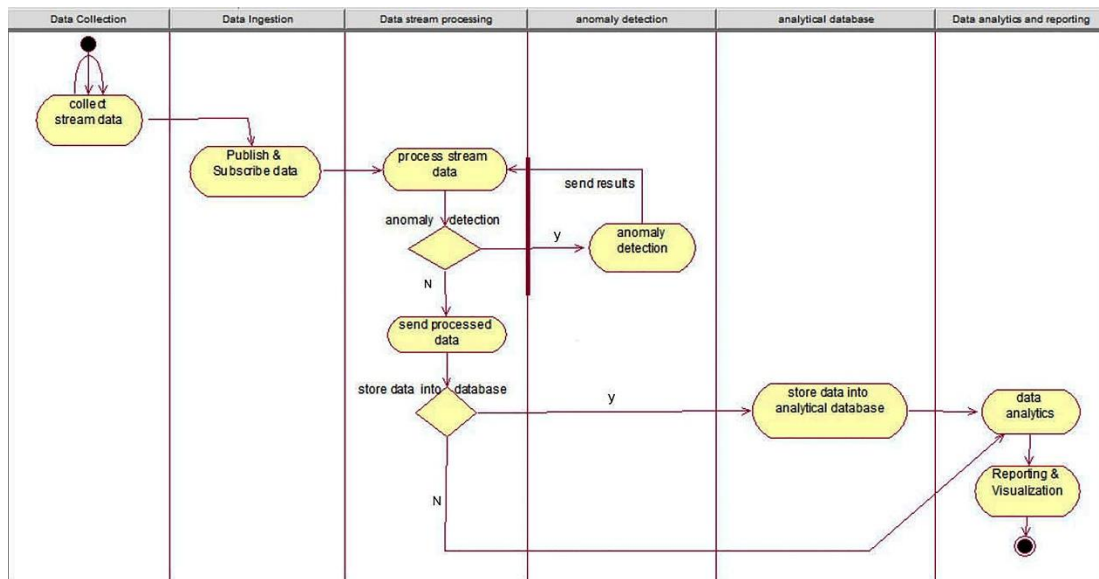 Data Collection
Data Ingestion
Data stream processing
anomaly detection
analytical database
Data analytics and reporting
collect
stream data
Publish &
Subscribe data
process stream
data
send results
anomaly detection
y
anomaly
detection
N
send processed
data
store data into database
y
store data into
analytical database
data
analytics
N
Reporting &
Visualization